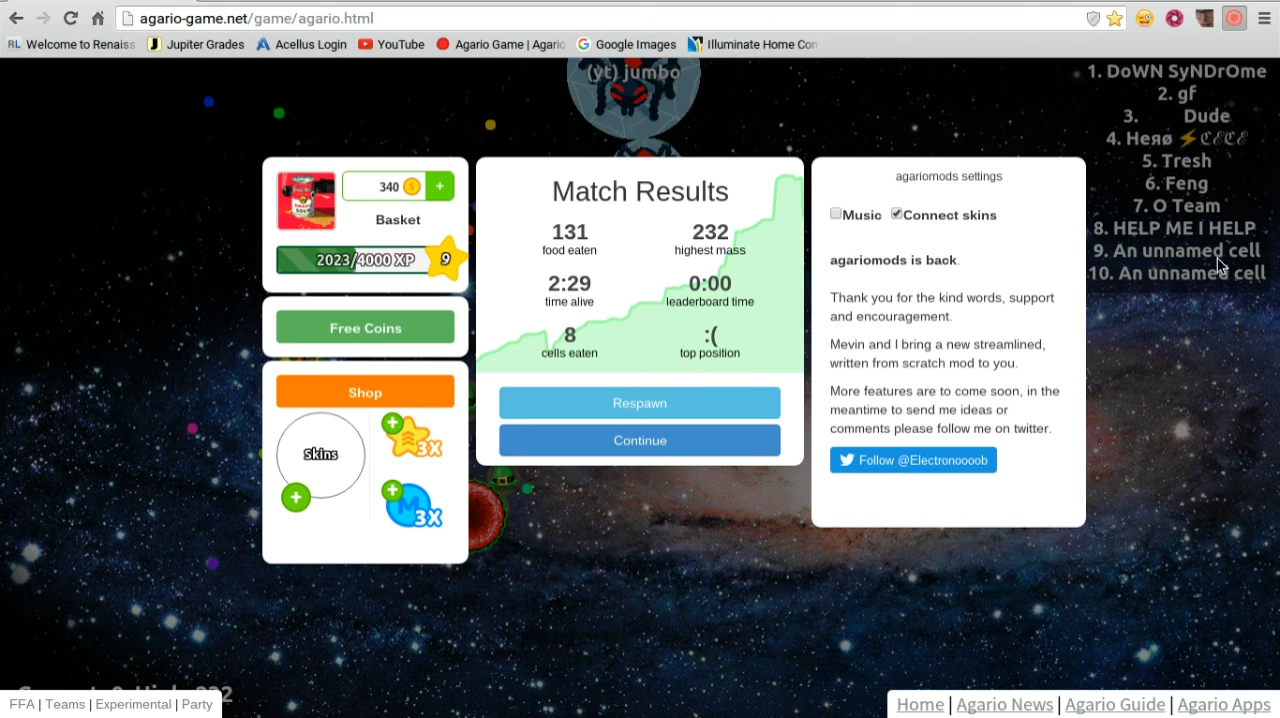 agario-game.net/game/agario.html
RL Welcome to Renaiss
J Jupiter Grades
Acellus Login
YouTube
Agario Game | Agario
Google Images
Illuminate Home Con
(yt) jumbo
1. DoWN SyNDrOme
2. gf
3. Dude
4. Heяø ⚡ℭℰℭℰ
5. Tresh
6. Feng
7. O Team
8. HELP ME I HELP
9. An unnamed cell
10. An unnamed cell
340
Basket
2023/4000 XP
9
Free Coins
Shop
Skins
3X
M
3X
Match Results
131
food eaten
232
highest mass
2:29
time alive
0:00
leaderboard time
8
cells eaten
:(
top position
Respawn
Continue
agariomods settings
Music
Connect skins
agariomods is back.
Thank you for the kind words, support
and encouragement.
Mevin and I bring a new streamlined,
written from scratch mod to you.
More features are to come soon, in the
meantime to send me ideas or
comments please follow me on twitter.
Follow @Electronoooob
FFA | Teams | Experimental | Party
Home | Agario News | Agario Guide | Agario Apps